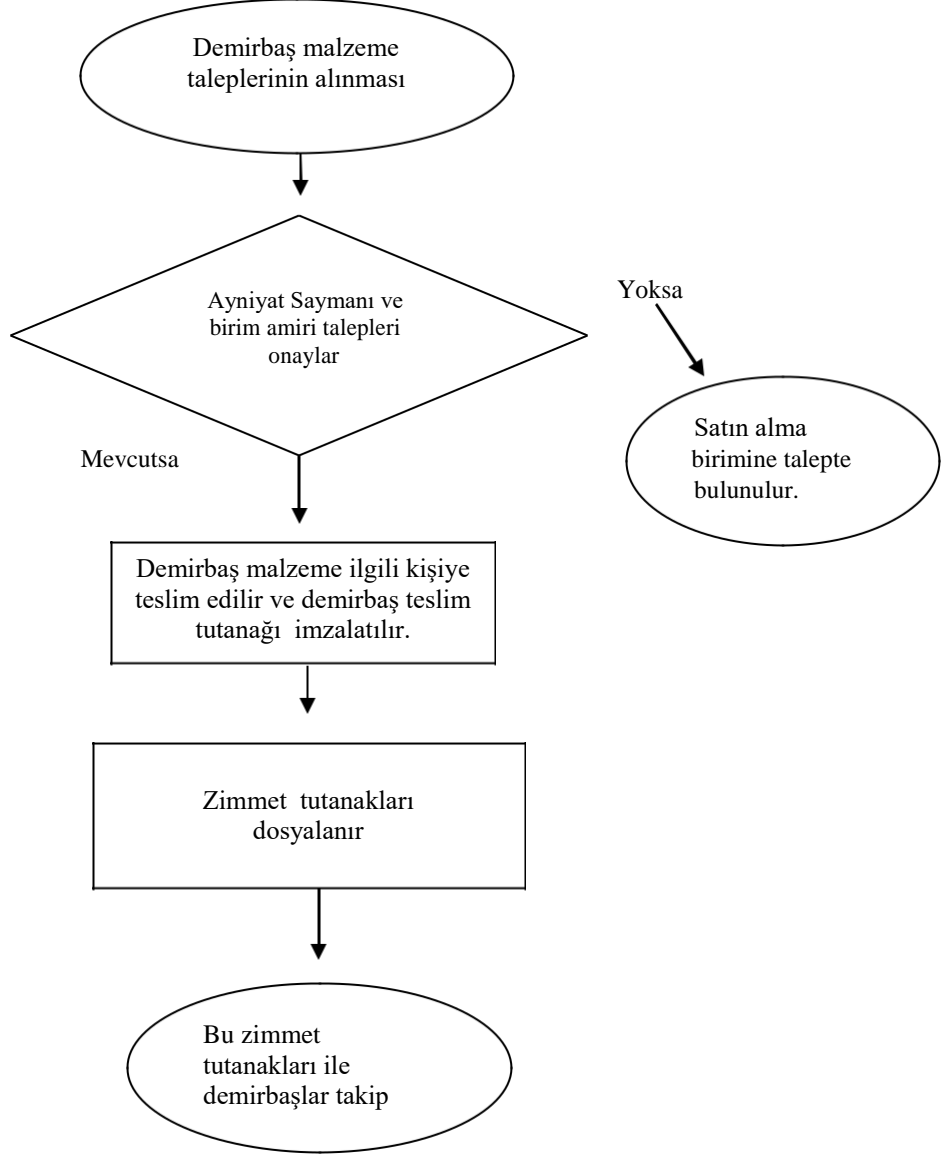 Demirbaş malzeme
taleplerinin alınması
Ayniyat Saymanı ve
birim amiri talepleri
onaylar
Yoksa
Satın alma
birimine talepte
bulunulur.
Mevcutsa
Demirbaş malzeme ilgili kişiye
teslim edilir ve demirbaş teslim
tutanağı imzalatılır.
Zimmet tutanakları
dosyalanır
Bu zimmet
tutanakları ile
demirbaşlar takip